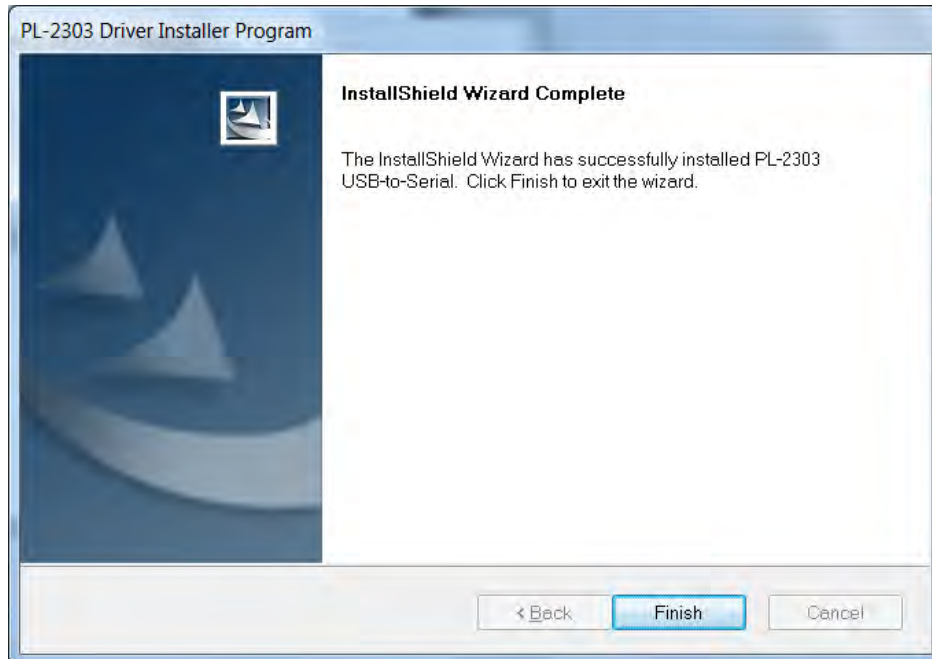 PL-2303 Driver Installer Program
InstallShield Wizard Complete
The InstallShield Wizard has successfully installed PL-2303
USB-to-Serial. Click Finish to exit the wizard.
< Back
Finish
Cancel